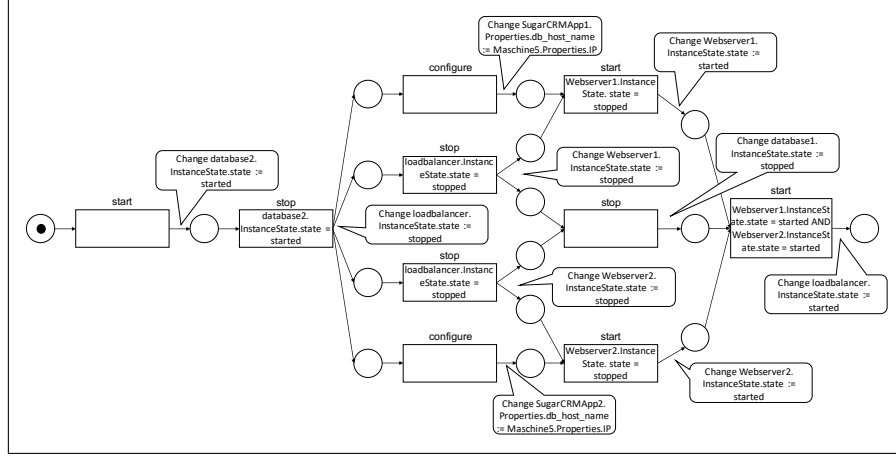 Change SugarCRMApp1.
Properties.db_host_name
:= Maschine5.Properties.IP
Change Webserver1.
InstanceState.state :=
started
configure
start
Webserver1.Instance
State. state =
stopped
Change database2.
InstanceState.state :=
started
stop
loadbalancer.Instanc
eState.state =
stopped
Change Webserver1.
InstanceState.state :=
stopped
Change database1.
InstanceState.state :=
stopped
start
stop
database2.
InstanceState.state =
started
Change loadbalancer.
InstanceState.state :=
stopped
stop
start
Webserver1.InstanceSt
ate.state = started AND
Webserver2.InstanceSt
ate.state = started
stop
loadbalancer.Instanc
eState.state =
stopped
Change Webserver2.
InstanceState.state :=
stopped
Change loadbalancer.
InstanceState.state :=
started
configure
start
Webserver2.Instance
State. state =
stopped
Change Webserver2.
InstanceState.state :=
started
Change SugarCRMApp2.
Properties.db_host_name
:= Maschine5.Properties.IP